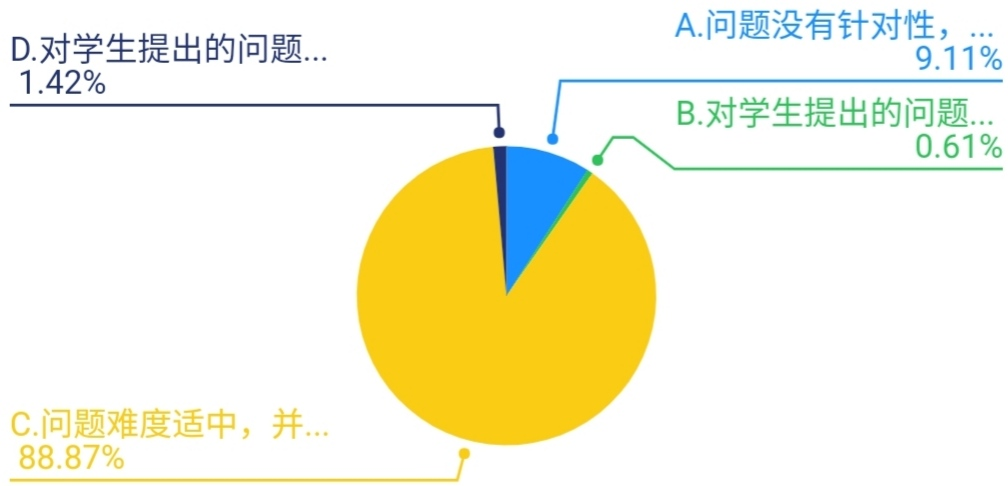 D.对学生提出的问题...
1.42%
A.问题没有针对性，...
9.11%
B.对学生提出的问题...
0.61%
C.问题难度适中，并...
88.87%